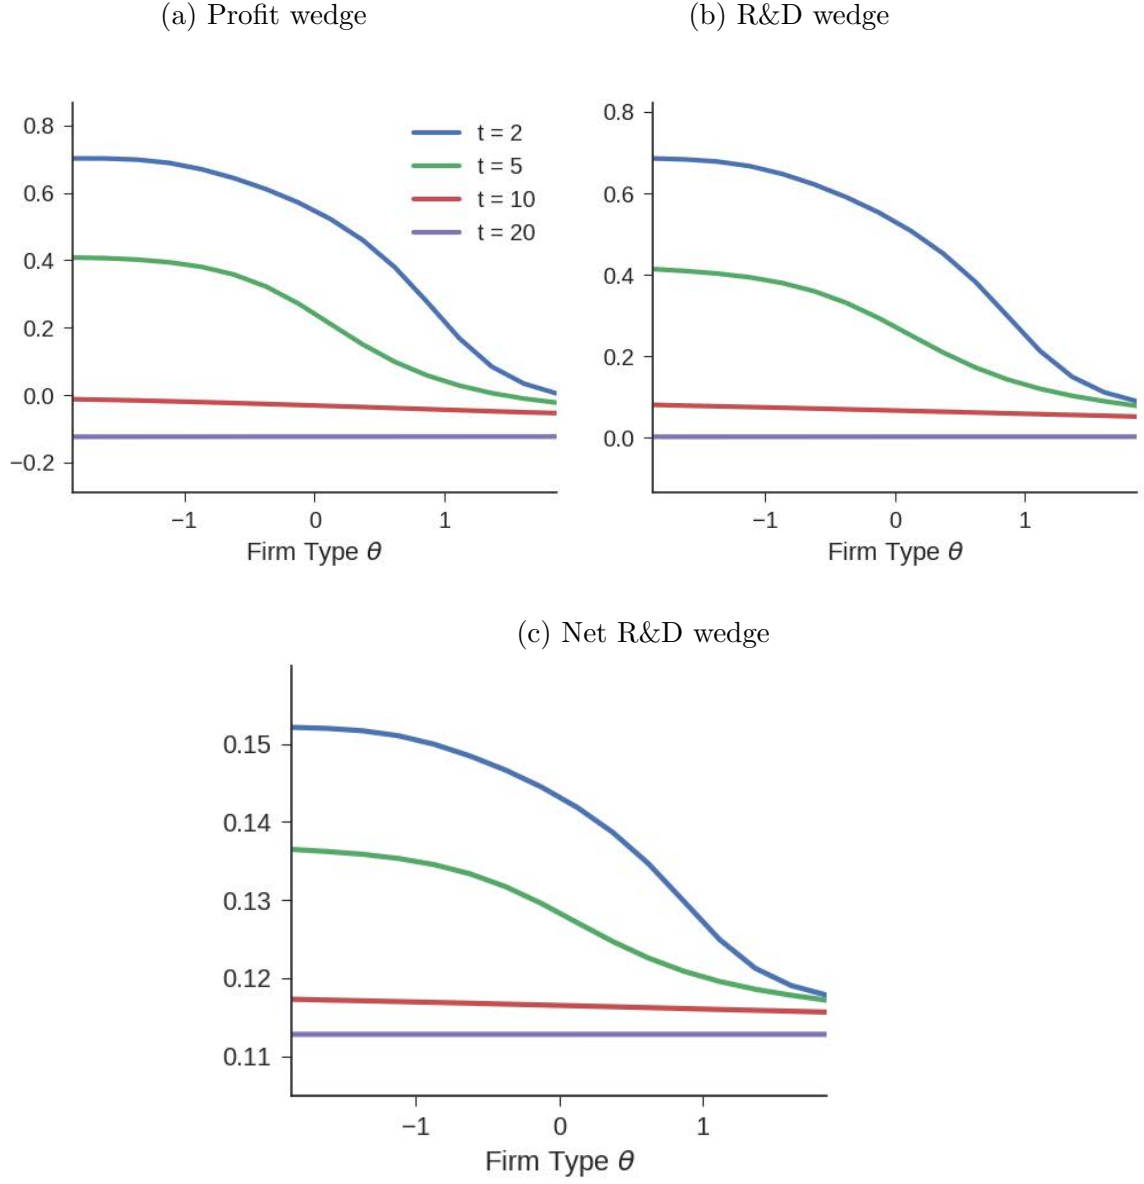 (a) Profit wedge
(b) R&D wedge
0.8
0.6
0.4
0.2
0.0
−0.2
t = 2
t = 5
t = 10
t = 20
−1 0 1
Firm Type θ
0.8
0.6
0.4
0.2
0.0
−1 0 1
Firm Type θ
(c) Net R&D wedge
0.15
0.14
0.13
0.12
0.11
−1 0 1
Firm Type θ